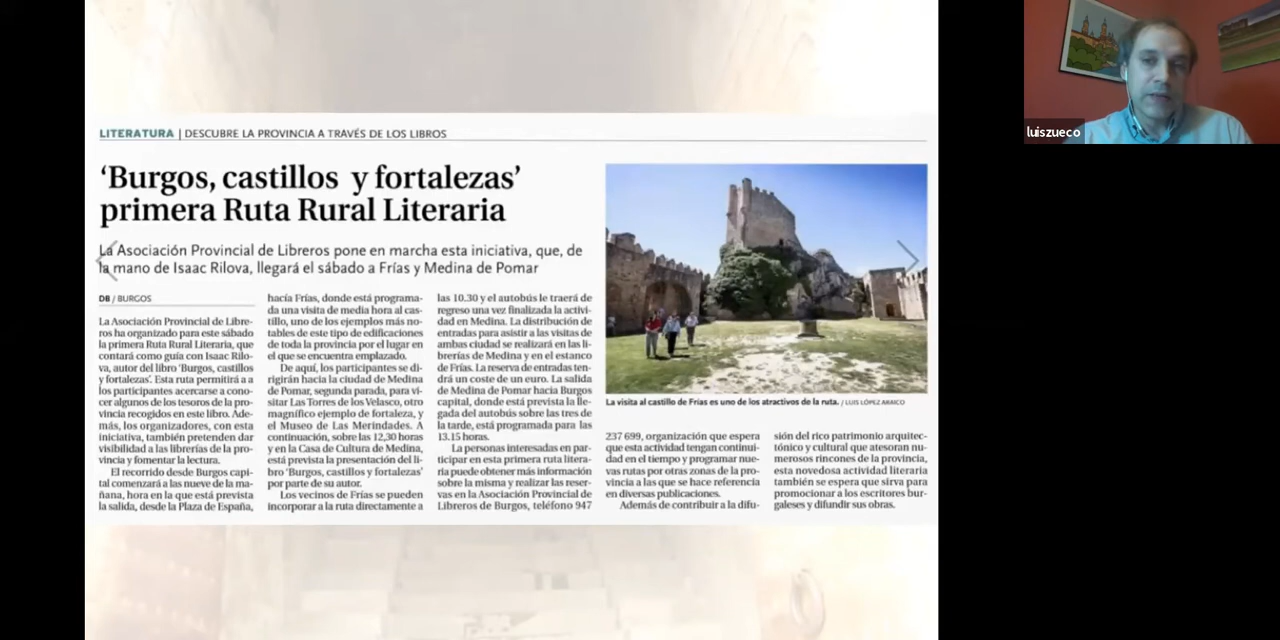 LITERATURA | DESCUBRE LA PROVINCIA A TRAVÉS DE LOS LIBROS
‘Burgos, castillos y fortalezas’
primera Ruta Rural Literaria
La Asociación Provincial de Libreros pone en marcha esta iniciativa, que, de
la mano de Isaac Rilova, llegará el sábado a Frías y Medina de Pomar
DB / BURGOS
La Asociación Provincial de Libre-
ros ha organizado para este sábado
la primera Ruta Rural Literaria, que
contará como guía con Isaac Rilo-
va, autor del libro ‘Burgos, castillos
y fortalezas’. Esta ruta permitirá a a
los participantes acercarse a cono-
cer algunos de los tesoros de la pro-
vincia recogidos en este libro. Ade-
más, los organizadores, con esta
iniciativa, también pretenden dar
visibilidad a las librerías de la pro-
vincia y fomentar la lectura.
El recorrido desde Burgos capi-
tal comenzará a las nueve de la ma-
ñana, hora en la que está prevista
la salida, desde la Plaza de España,
hacía Frías, donde está programa-
da una visita de media hora al cas-
tillo, uno de los ejemplos más no-
tables de este tipo de edificaciones
de toda la provincia por el lugar en
el que se encuentra emplazado.
De aquí, los participantes se di-
rigirán hacia la ciudad de Medina
de Pomar, segunda parada, para vi-
sitar Las Torres de los Velasco, otro
magnífico ejemplo de fortaleza, y
el Museo de Las Merindades. A
continuación, sobre las 12,30 horas
y en la Casa de Cultura de Medina,
está prevista la presentación del li-
bro ‘Burgos, castillos y fortalezas’
por parte de su autor.
Los vecinos de Frías se pueden
incorporar a la ruta directamente a
las 10.30 y el autobús le traerá de
regreso una vez finalizada la activi-
dad en Medina. La distribución de
entradas para asistir a las visitas de
ambas ciudad se realizará en las li-
brerías de Medina y en el estanco
de Frías. La reserva de entradas ten-
drá un coste de un euro. La salida
de Medina de Pomar hacia Burgos
capital, donde está prevista la lle-
gada del autobús sobre las tres de
la tarde, está programada para las
13.15 horas.
La personas interesadas en par-
ticipar en esta primera ruta litera-
ria puede obtener más información
sobre la misma y realizar las reser-
vas en la Asociación Provincial de
Libreros de Burgos, teléfono 947
La visita al castillo de Frías es uno de los atractivos de la ruta. / LUIS LÓPEZ ARAICO
237 699, organización que espera
que esta actividad tengan continui-
dad en el tiempo y programar nue-
vas rutas por otras zonas de la pro-
vincia a las que se hace referencia
en diversas publicaciones.
Además de contribuir a la difu-
sión del rico patrimonio arquitec-
tónico y cultural que atesoran nu-
merosos rincones de la provincia,
esta novedosa actividad literaria
también se espera que sirva para
promocionar a los escritores bur-
galeses y difundir sus obras.
luiszueco